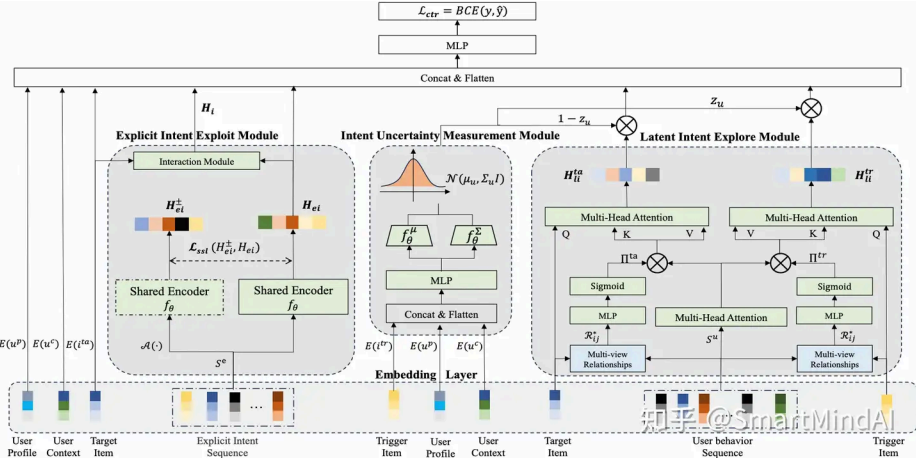 ℒ_ctr = BCE(y, ŷ)
MLP
Concat & Flatten
H_i
z_u
1 − z_u
Explicit Intent Exploit Module
Intent Uncertainty Measurement Module
Latent Intent Explore Module
Interaction Module
𝒩(μ_u, Σ_u I)
H_ei^±
H_ei
H_li^ta
H_li^tr
Multi-Head Attention
Multi-Head Attention
Q
K
V
V
K
Q
ℒ_ssl(H_ei^±, H_ei)
f_θ^μ
f_θ^Σ
Π^ta
Π^tr
Shared Encoder
f_θ
Shared Encoder
f_θ
MLP
Sigmoid
Sigmoid
Concat & Flatten
MLP
Multi-Head Attention
MLP
E(u^p)
E(u^c)
E(i^ta)
𝒜(·)
S^e
E(i^tr)
E(u^p)
E(u^c)
ℛ_ij^*
S^u
ℛ_ij^*
Multi-view
Relationships
Multi-view
Relationships
Embedding Layer
...
...
User
Profile
User
Context
Target
Item
Explicit Intent
Sequence
Trigger
Item
User
Profile
User
Context
Target
Item
User behavior
Sequence
Trigger
Item
知乎 @SmartMindAI